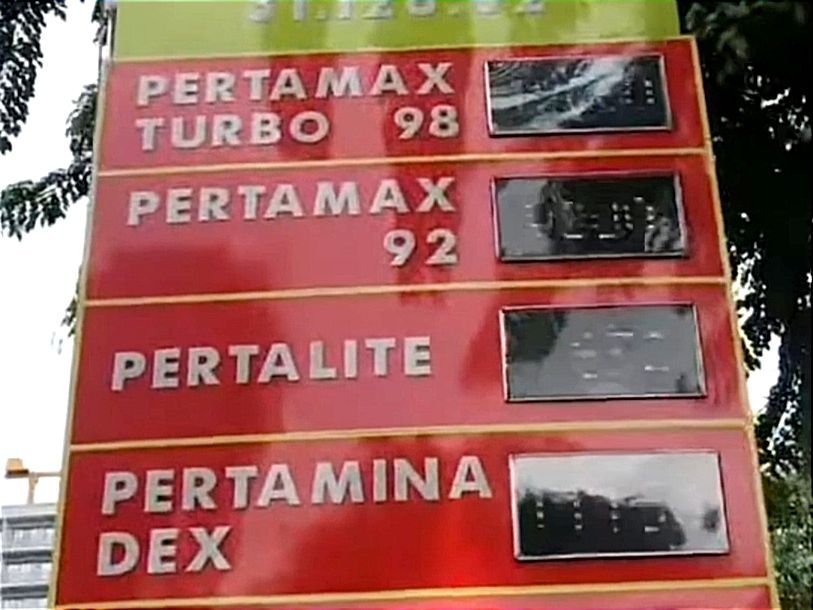 PERTAMAX
TURBO 98
PERTAMAX
92
PERTALITE
PERTAMINA
DEX